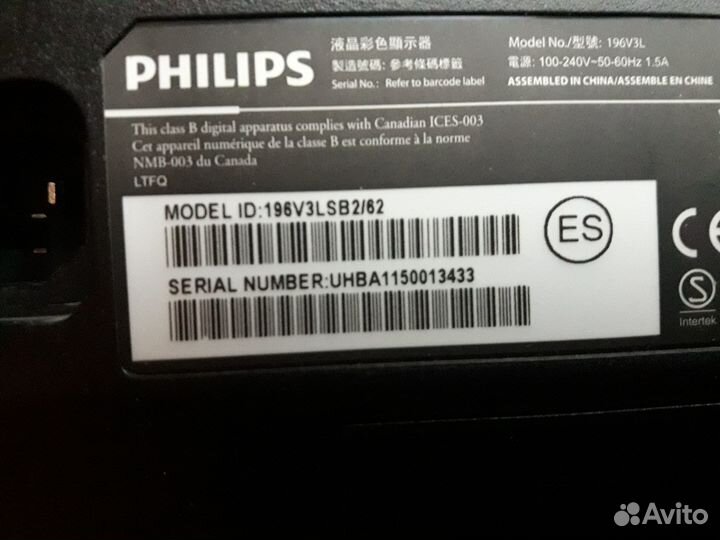 PHILIPS
液晶彩色顯示器
製造號碼: 參考條碼標籤
Serial No.: Refer to barcode label
Model No./型號: 196V3L
電源: 100-240V~50-60Hz 1.5A
ASSEMBLED IN CHINA/ASSEMBLE EN CHINE
This class B digital apparatus complies with Canadian ICES-003
Cet appareil numérique de la classe B est conforme à la norme
NMB-003 du Canada
LTFQ
MODEL ID:196V3LSB2/62
SERIAL NUMBER:UHBA1150013433
ES
CE
S
Intertek
Avito